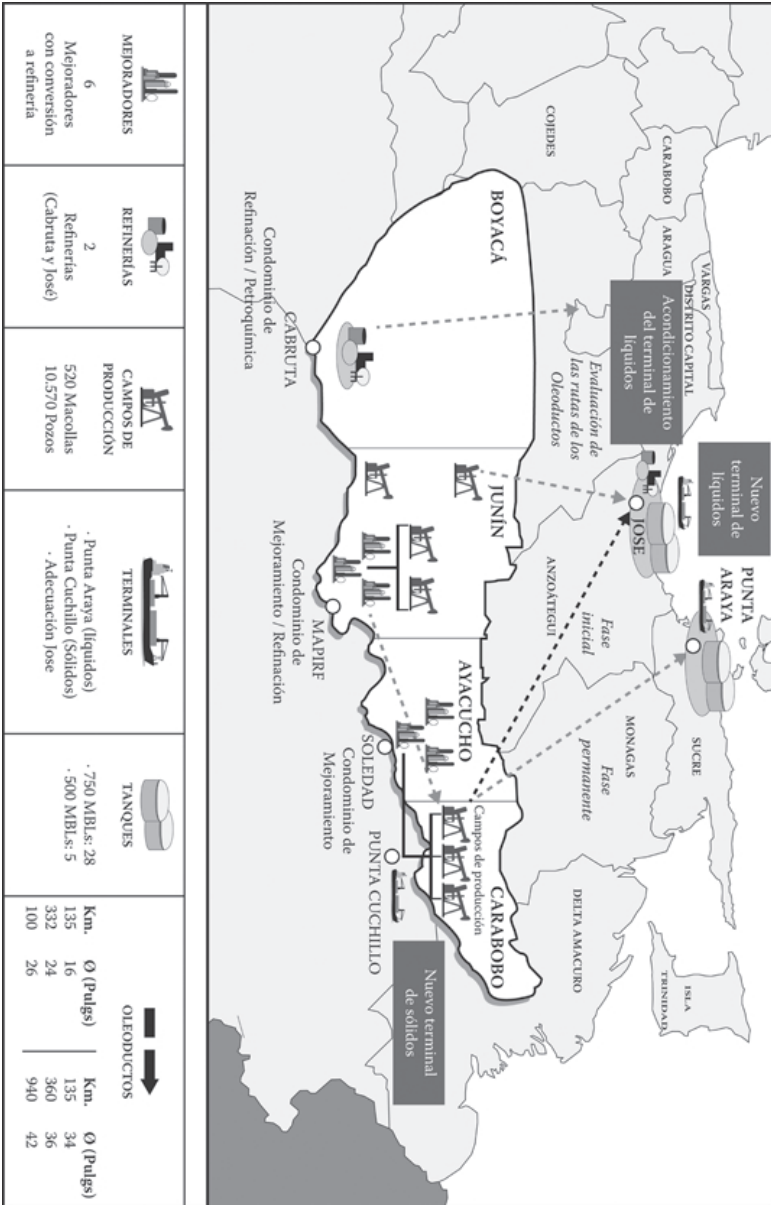 VARGAS
DISTRITO CAPITAL
CARABOBO
ARAGUA
COJEDES
Acondicionamiento
del terminal de
líquidos
Nuevo
terminal de
líquidos
PUNTA
ARAYA
JOSE
SUCRE
ISLA
TRINIDAD
Evaluación de
las rutas de los
Oleoductos
ANZOÁTEGUI
Fase
inicial
MONAGAS
Fase
permanente
DELTA AMACURO
BOYACÁ
JUNÍN
AYACUCHO
CARABOBO
Campos de producción
CABRUTA
Condominio de
Refinación / Petroquímica
MAPIRF
Condominio de
Mejoramiento / Refinación
SOLEDAD
Condominio de
Mejoramiento
PUNTA CUCHILLO
Nuevo terminal
de sólidos
MEJORADORES
6
Mejoradores
con conversión
a refinería
REFINERÍAS
2
Refinerías
(Cabruta y José)
CAMPOS DE
PRODUCCIÓN
520 Macollas
10.570 Pozos
TERMINALES
· Punta Araya (líquidos)
· Punta Cuchillo (Sólidos)
· Adecuación Jose
TANQUES
· 750 MBLs: 28
· 500 MBLs: 5
OLEODUCTOS
Km. Ø (Pulgs) Km. Ø (Pulgs)
135 16 135 34
332 24 360 36
100 26 940 42